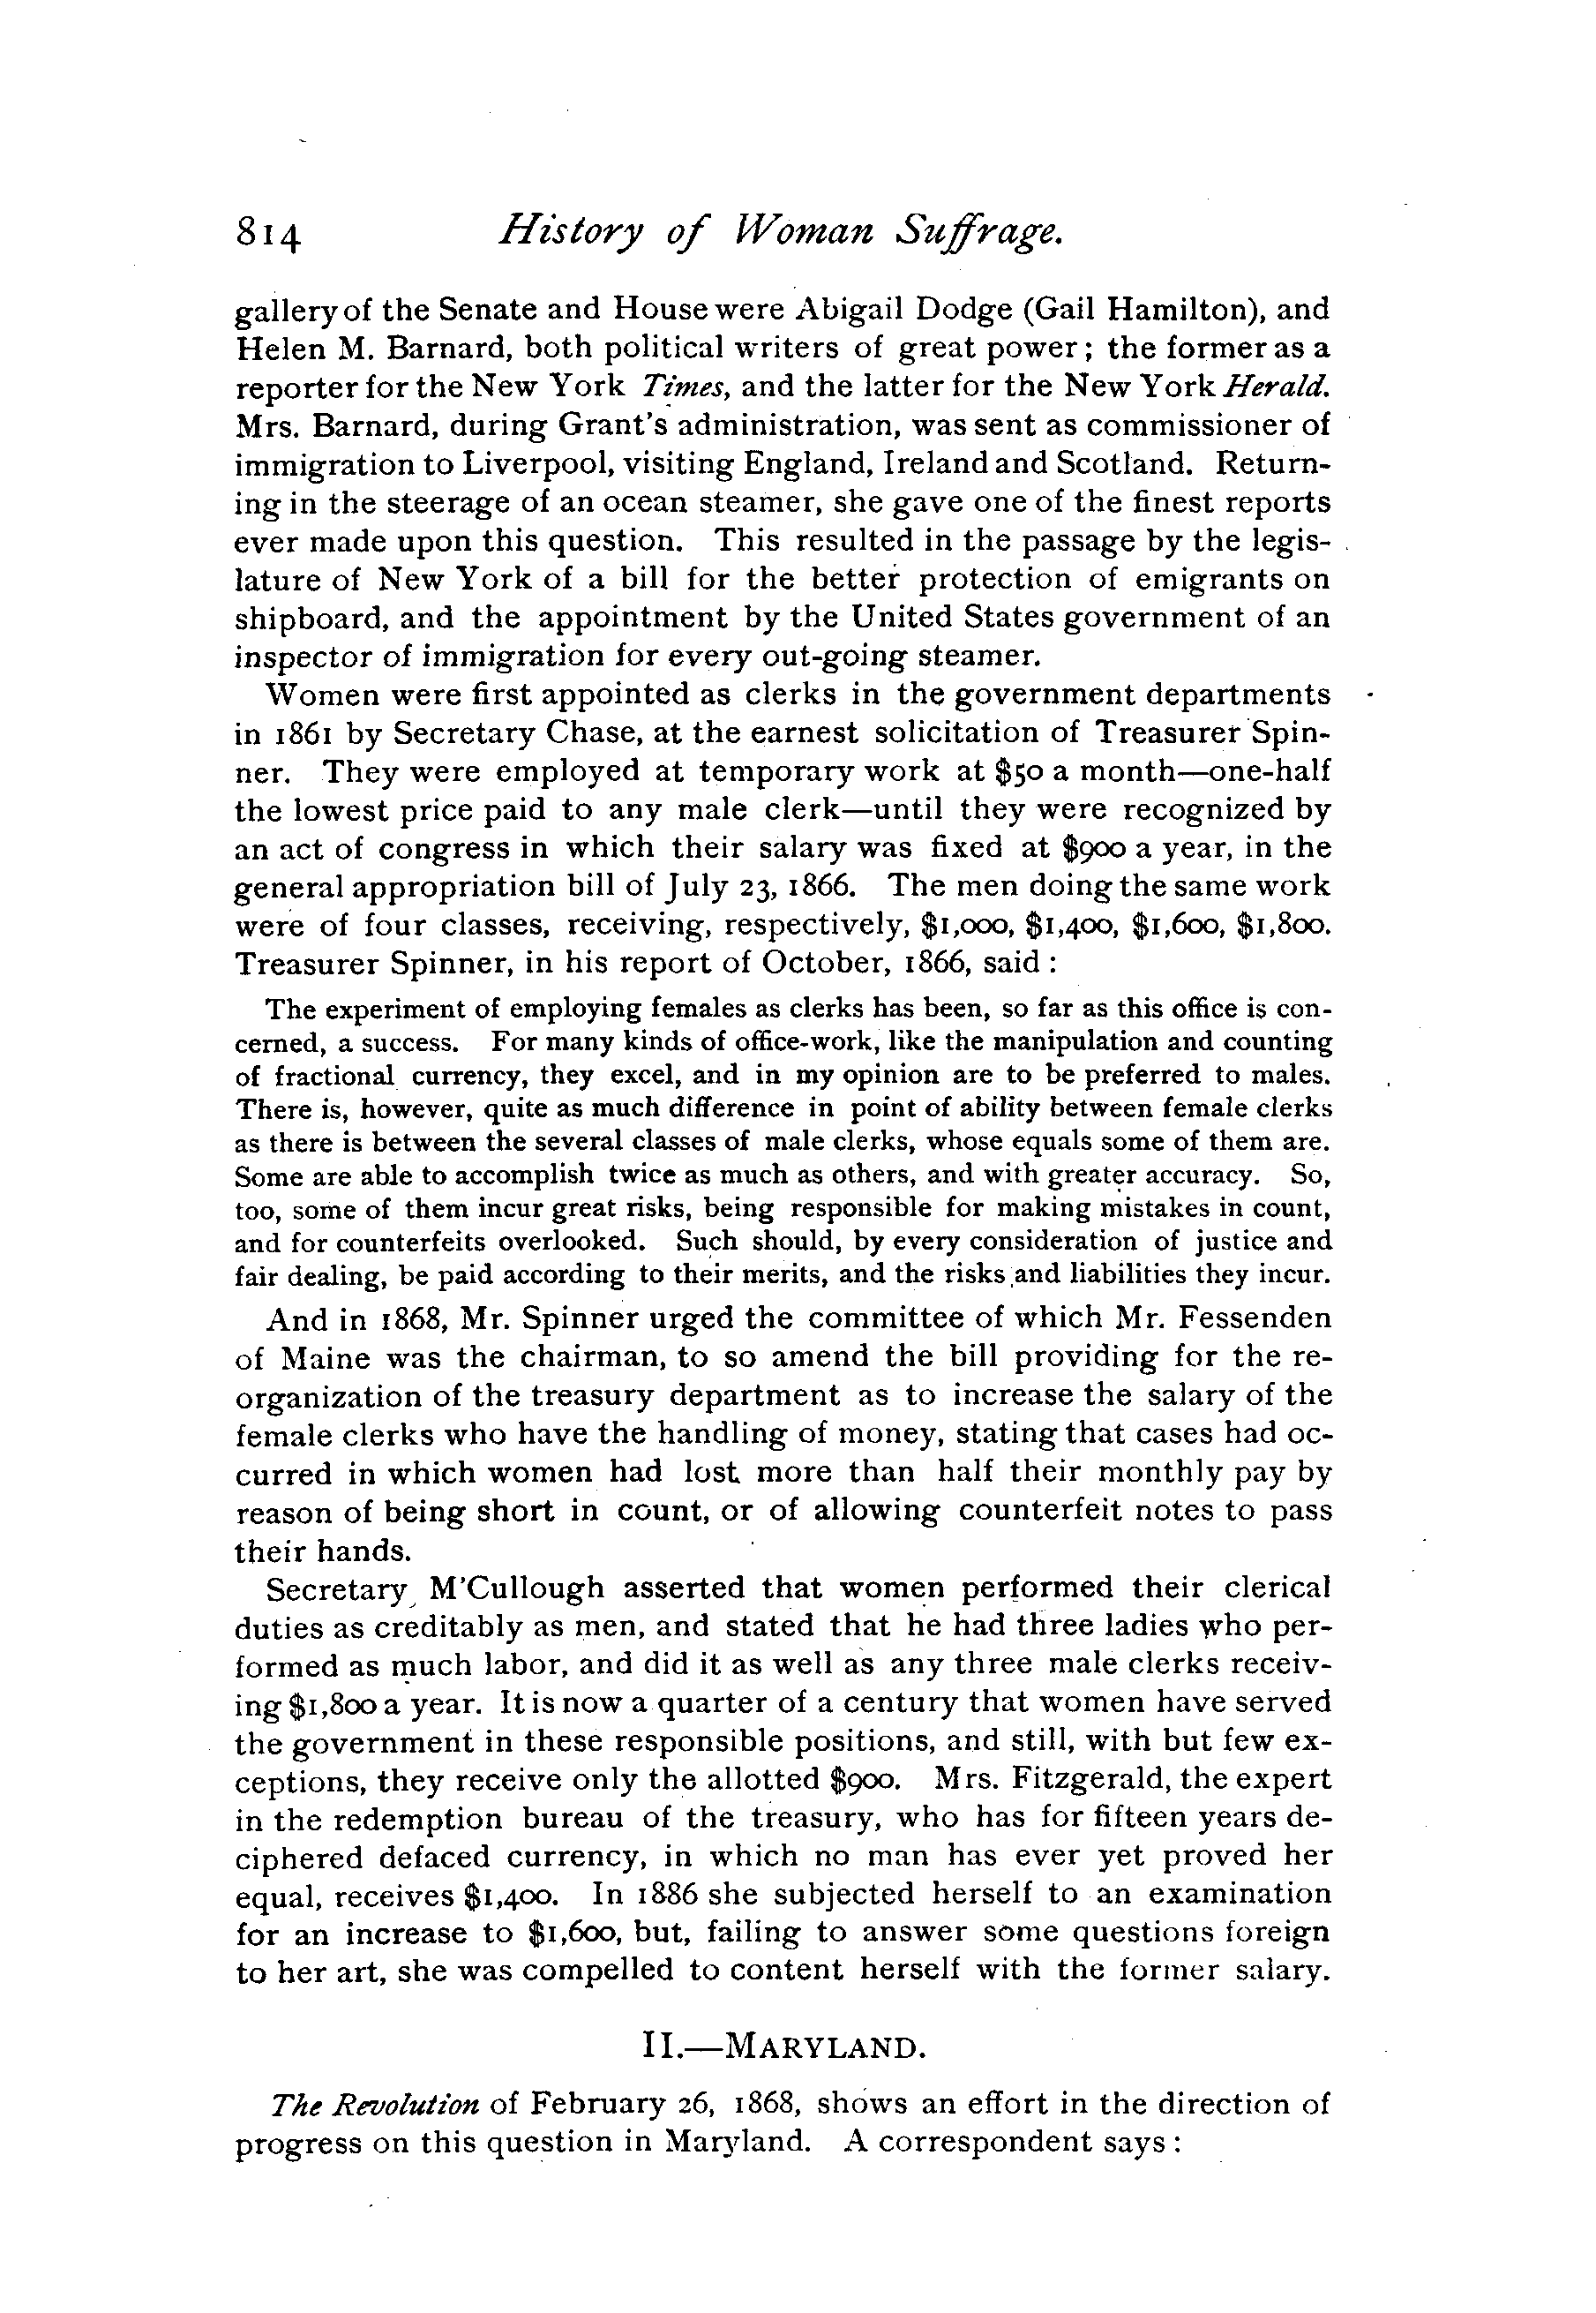 814 History of Woman Suffrage.
gallery of the Senate and House were Abigail Dodge (Gail Hamilton), and
Helen M. Barnard, both political writers of great power; the former as a
reporter for the New York Times, and the latter for the New York Herald.
Mrs. Barnard, during Grant's administration, was sent as commissioner of
immigration to Liverpool, visiting England, Ireland and Scotland. Return-
ing in the steerage of an ocean steamer, she gave one of the finest reports
ever made upon this question. This resulted in the passage by the legis-
lature of New York of a bill for the better protection of emigrants on
shipboard, and the appointment by the United States government of an
inspector of immigration for every out-going steamer.
Women were first appointed as clerks in the government departments
in 1861 by Secretary Chase, at the earnest solicitation of Treasurer Spin-
ner. They were employed at temporary work at $50 a month—one-half
the lowest price paid to any male clerk—until they were recognized by
an act of congress in which their salary was fixed at $900 a year, in the
general appropriation bill of July 23, 1866. The men doing the same work
were of four classes, receiving, respectively, $1,000, $1,400, $1,600, $1,800.
Treasurer Spinner, in his report of October, 1866, said :
The experiment of employing females as clerks has been, so far as this office is con-
cerned, a success. For many kinds of office-work, like the manipulation and counting
of fractional currency, they excel, and in my opinion are to be preferred to males.
There is, however, quite as much difference in point of ability between female clerks
as there is between the several classes of male clerks, whose equals some of them are.
Some are able to accomplish twice as much as others, and with greater accuracy. So,
too, some of them incur great risks, being responsible for making mistakes in count,
and for counterfeits overlooked. Such should, by every consideration of justice and
fair dealing, be paid according to their merits, and the risks and liabilities they incur.
And in 1868, Mr. Spinner urged the committee of which Mr. Fessenden
of Maine was the chairman, to so amend the bill providing for the re-
organization of the treasury department as to increase the salary of the
female clerks who have the handling of money, stating that cases had oc-
curred in which women had lost more than half their monthly pay by
reason of being short in count, or of allowing counterfeit notes to pass
their hands.
Secretary M'Cullough asserted that women performed their clerical
duties as creditably as men, and stated that he had three ladies who per-
formed as much labor, and did it as well as any three male clerks receiv-
ing $1,800 a year. It is now a quarter of a century that women have served
the government in these responsible positions, and still, with but few ex-
ceptions, they receive only the allotted $900. Mrs. Fitzgerald, the expert
in the redemption bureau of the treasury, who has for fifteen years de-
ciphered defaced currency, in which no man has ever yet proved her
equal, receives $1,400. In 1886 she subjected herself to an examination
for an increase to $1,600, but, failing to answer some questions foreign
to her art, she was compelled to content herself with the former salary.
II.—MARYLAND.
The Revolution of February 26, 1868, shows an effort in the direction of
progress on this question in Maryland. A correspondent says :